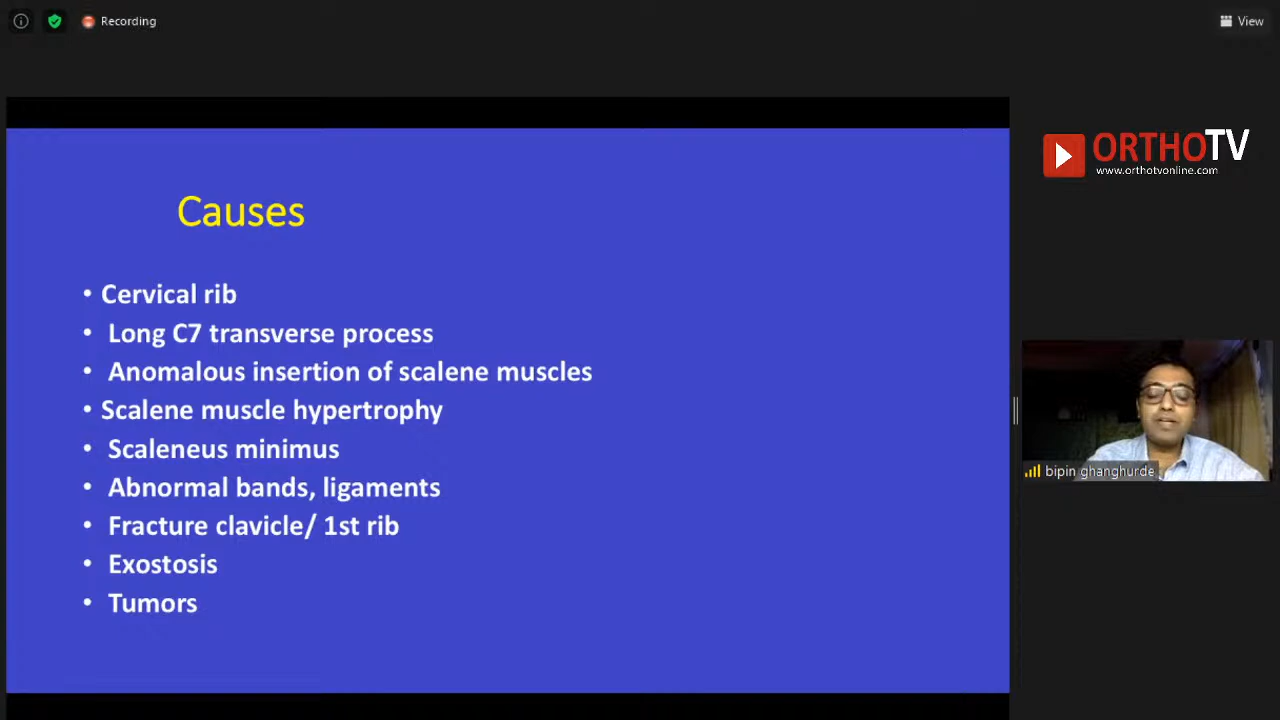 Recording
View
ORTHOTV
www.orthotvonline.com
Causes
• Cervical rib
• Long C7 transverse process
• Anomalous insertion of scalene muscles
• Scalene muscle hypertrophy
• Scaleneus minimus
• Abnormal bands, ligaments
• Fracture clavicle/ 1st rib
• Exostosis
• Tumors
bipin ghanghurde